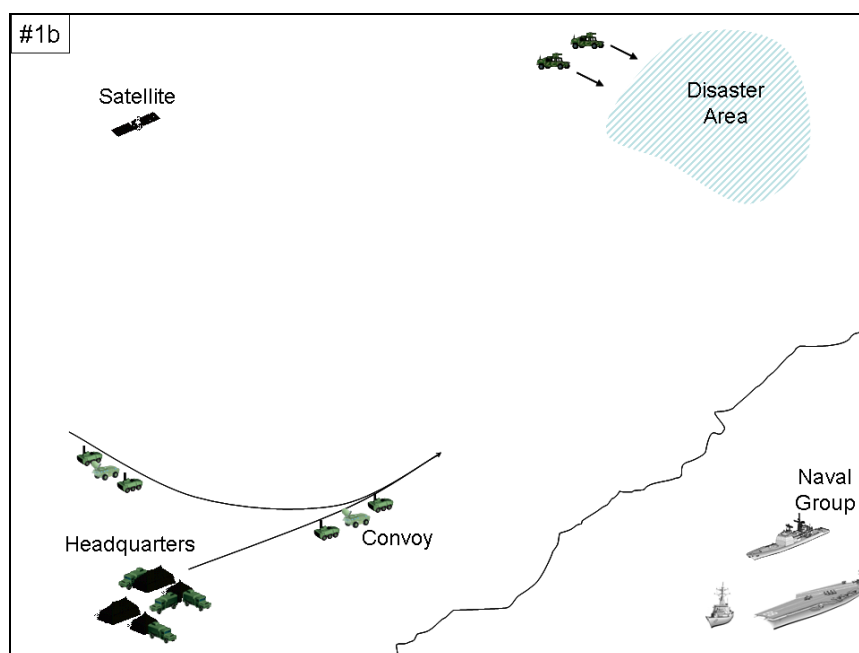 #1b
Satellite
Disaster
Area
Naval
Group
Headquarters
Convoy